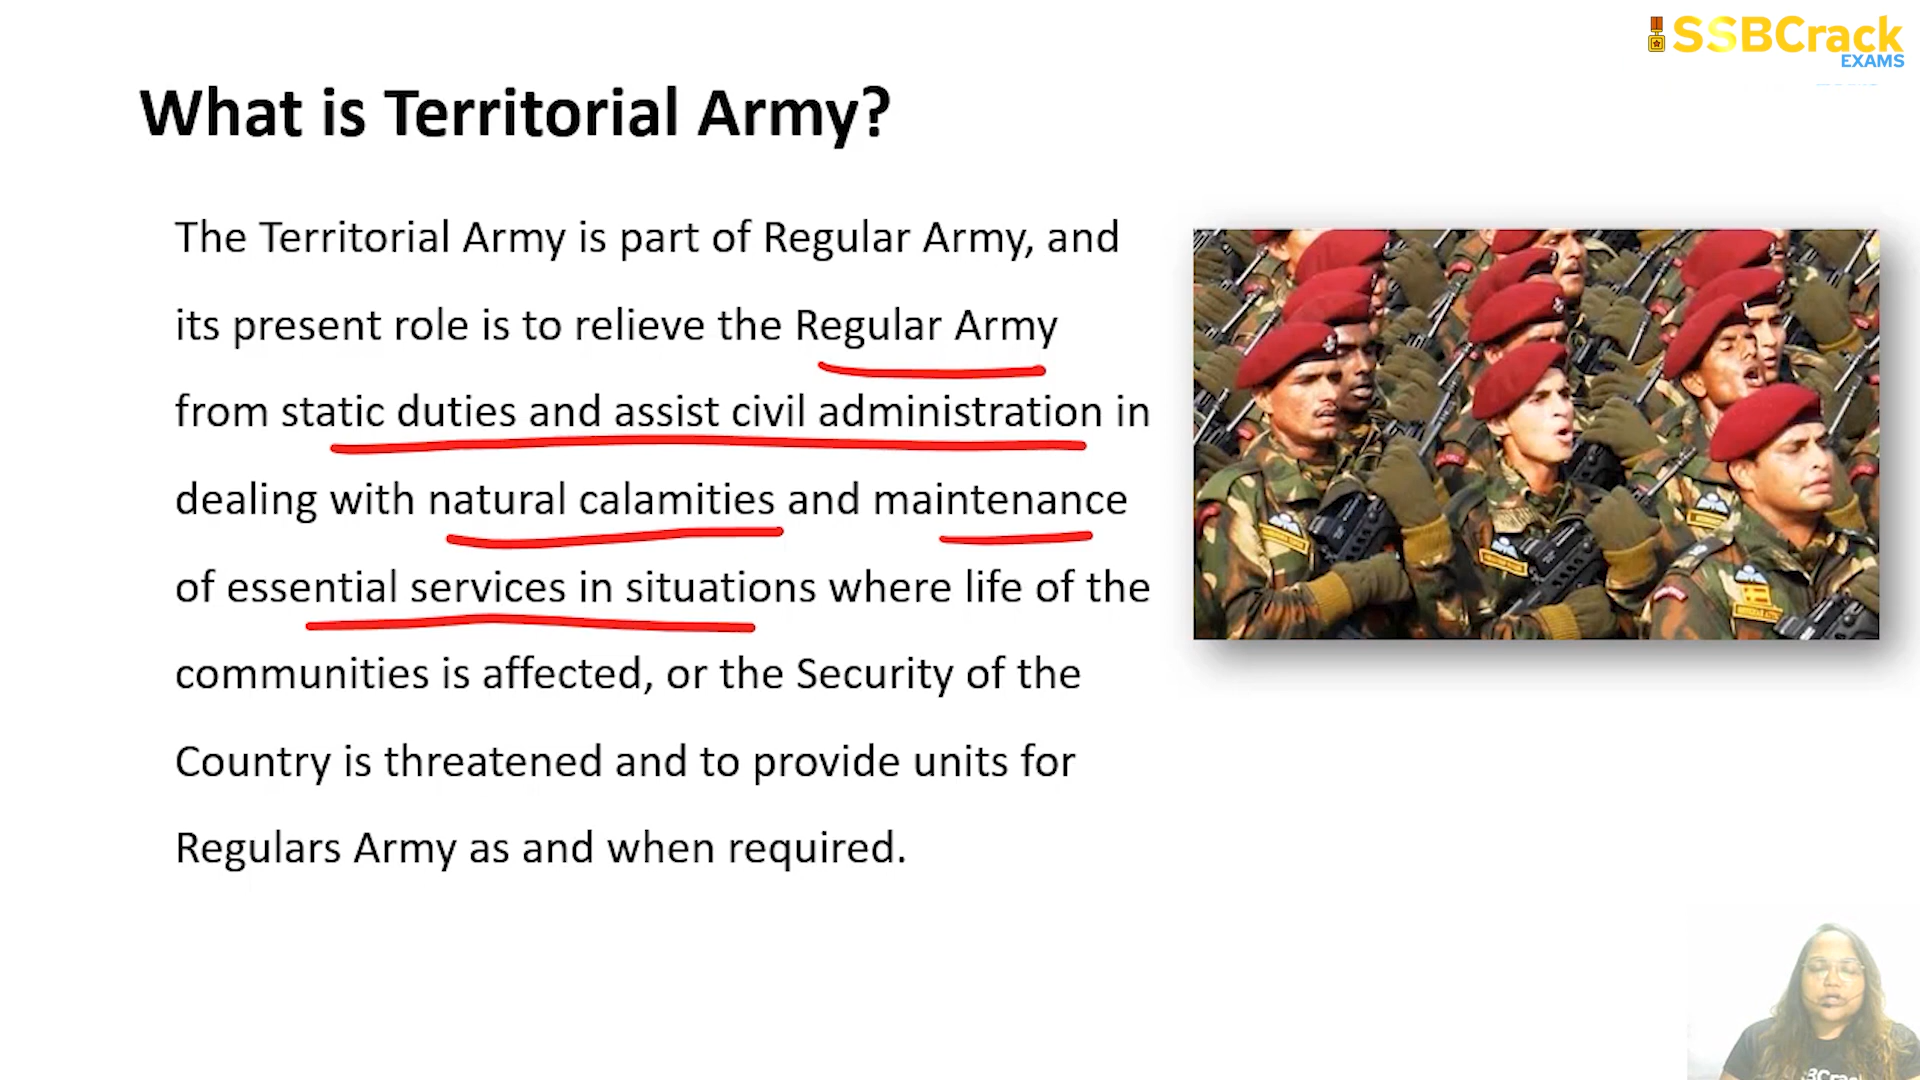 SSBCrack
EXAMS
What is Territorial Army?
The Territorial Army is part of Regular Army, and
its present role is to relieve the Regular Army
from static duties and assist civil administration in
dealing with natural calamities and maintenance
of essential services in situations where life of the
communities is affected, or the Security of the
Country is threatened and to provide units for
Regulars Army as and when required.